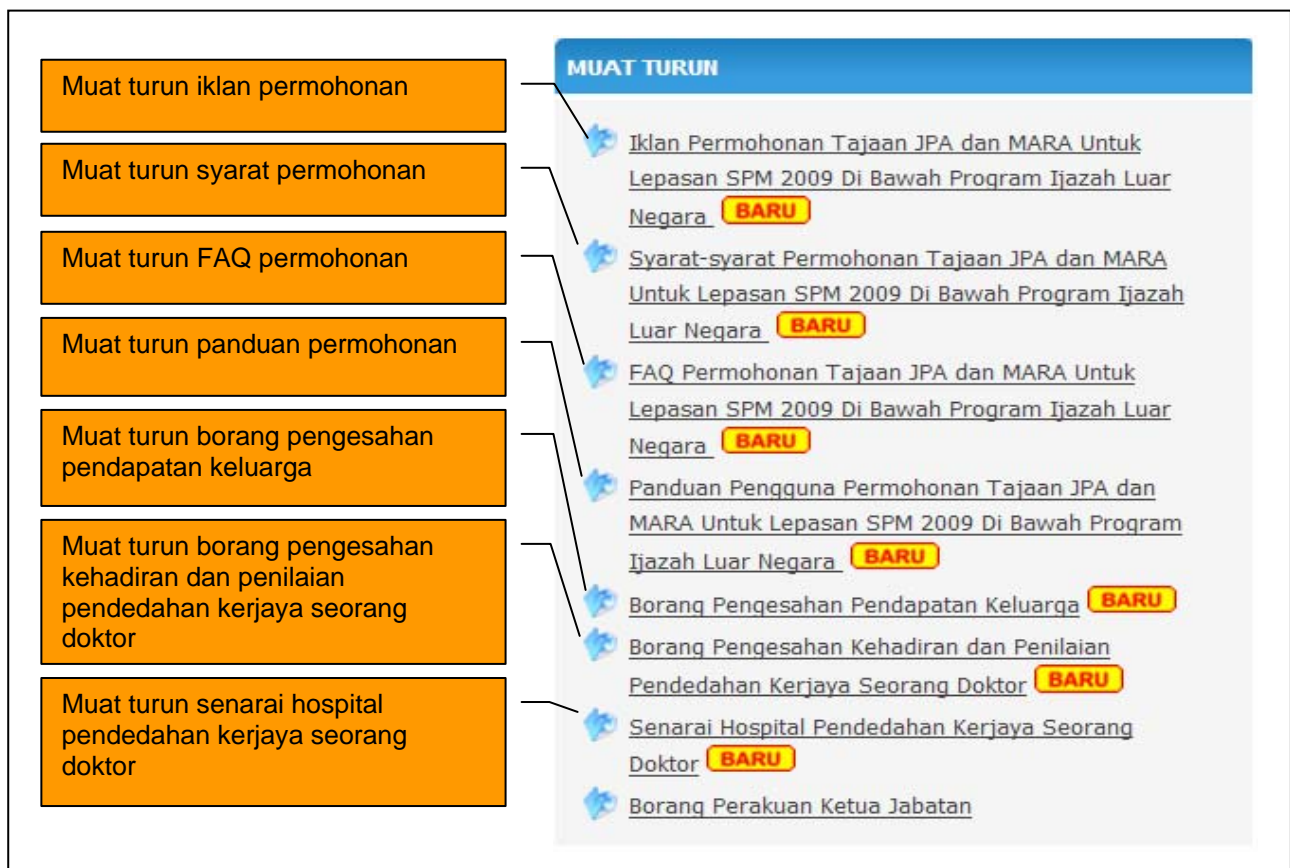 Muat turun iklan permohonan
Muat turun syarat permohonan
Muat turun FAQ permohonan
Muat turun panduan permohonan
Muat turun borang pengesahan
pendapatan keluarga
Muat turun borang pengesahan
kehadiran dan penilaian
pendedahan kerjaya seorang
doktor
Muat turun senarai hospital
pendedahan kerjaya seorang
doktor
MUAT TURUN
Iklan Permohonan Tajaan JPA dan MARA Untuk
Lepasan SPM 2009 Di Bawah Program Ijazah Luar
Negara BARU
Syarat-syarat Permohonan Tajaan JPA dan MARA
Untuk Lepasan SPM 2009 Di Bawah Program Ijazah
Luar Negara BARU
FAQ Permohonan Tajaan JPA dan MARA Untuk
Lepasan SPM 2009 Di Bawah Program Ijazah Luar
Negara BARU
Panduan Pengguna Permohonan Tajaan JPA dan
MARA Untuk Lepasan SPM 2009 Di Bawah Program
Ijazah Luar Negara BARU
Borang Pengesahan Pendapatan Keluarga BARU
Borang Pengesahan Kehadiran dan Penilaian
Pendedahan Kerjaya Seorang Doktor BARU
Senarai Hospital Pendedahan Kerjaya Seorang
Doktor BARU
Borang Perakuan Ketua Jabatan